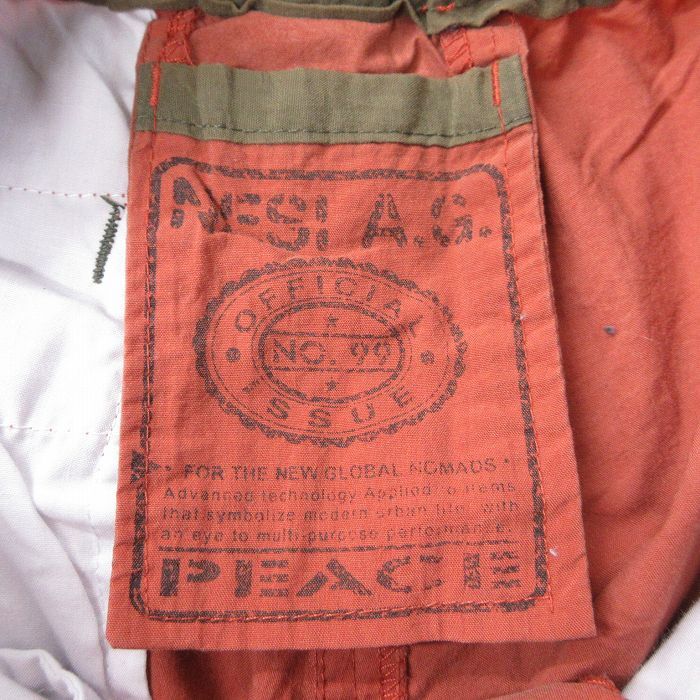 NESI A.G.
OFFICIAL
NO. 99
ISSUE
* FOR THE NEW GLOBAL NOMADS *
Advanced technology Applied to items
that symbolize modern urban life, with
an eye to multi-purpose performance.
PEACE